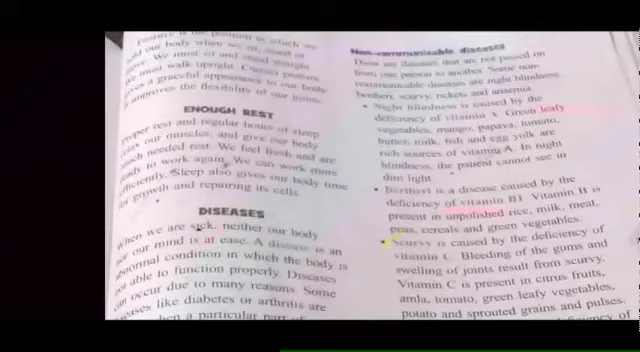 Posture is the position in which we
hold our body when we sit, stand or
move. We must sit and stand straight.
We must walk upright. Correct posture
gives a graceful appearance to our body.
It improves the flexibility of our joints.
ENOUGH REST
Proper rest and regular hours of sleep
relax our muscles, and give our body
much needed rest. We feel fresh and are
ready to work again. We can work more
efficiently. Sleep also gives our body time
for growth and repairing its cells.
DISEASES
When we are sick, neither our body
nor our mind is at ease. A disease is an
abnormal condition in which the body is
not able to function properly. Diseases
can occur due to many reasons. Some
diseases like diabetes or arthritis are
when a particular part of
Non-communicable diseases
These are diseases that are not passed on
from one person to another. Some non-
communicable diseases are night blindness,
beriberi, scurvy, rickets and anaemia.
• Night blindness is caused by the
deficiency of vitamin A. Green leafy
vegetables, mango, papaya, tomato,
butter, milk, fish and egg yolk are
rich sources of vitamin A. In night
blindness, the patient cannot see in
dim light
• Beriberi is a disease caused by the
deficiency of vitamin B1. Vitamin B is
present in unpolished rice, milk, meat,
peas, cereals and green vegetables.
• Scurvy is caused by the deficiency of
vitamin C. Bleeding of the gums and
swelling of joints result from scurvy.
Vitamin C is present in citrus fruits,
amla, tomato, green leafy vegetables,
potato and sprouted grains and pulses.
deficiency of